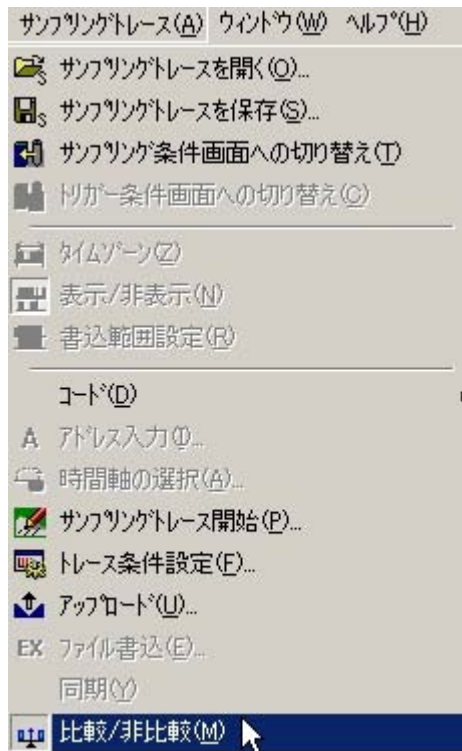 サンプリングトレース(A) ウィンドウ(W) ヘルプ(H)
サンプリングトレースを開く(O)...
サンプリングトレースを保存(S)...
サンプリング条件画面への切り替え(T)
トリガー条件画面への切り替え(C)
タイムゾーン(Z)
表示/非表示(N)
書込範囲設定(R)
コード(D)
A アドレス入力(I)...
時間軸の選択(A)...
サンプリングトレース開始(P)...
トレース条件設定(F)...
アップロード(U)...
EX ファイル書込(E)...
同期(Y)
比較/非比較(M)